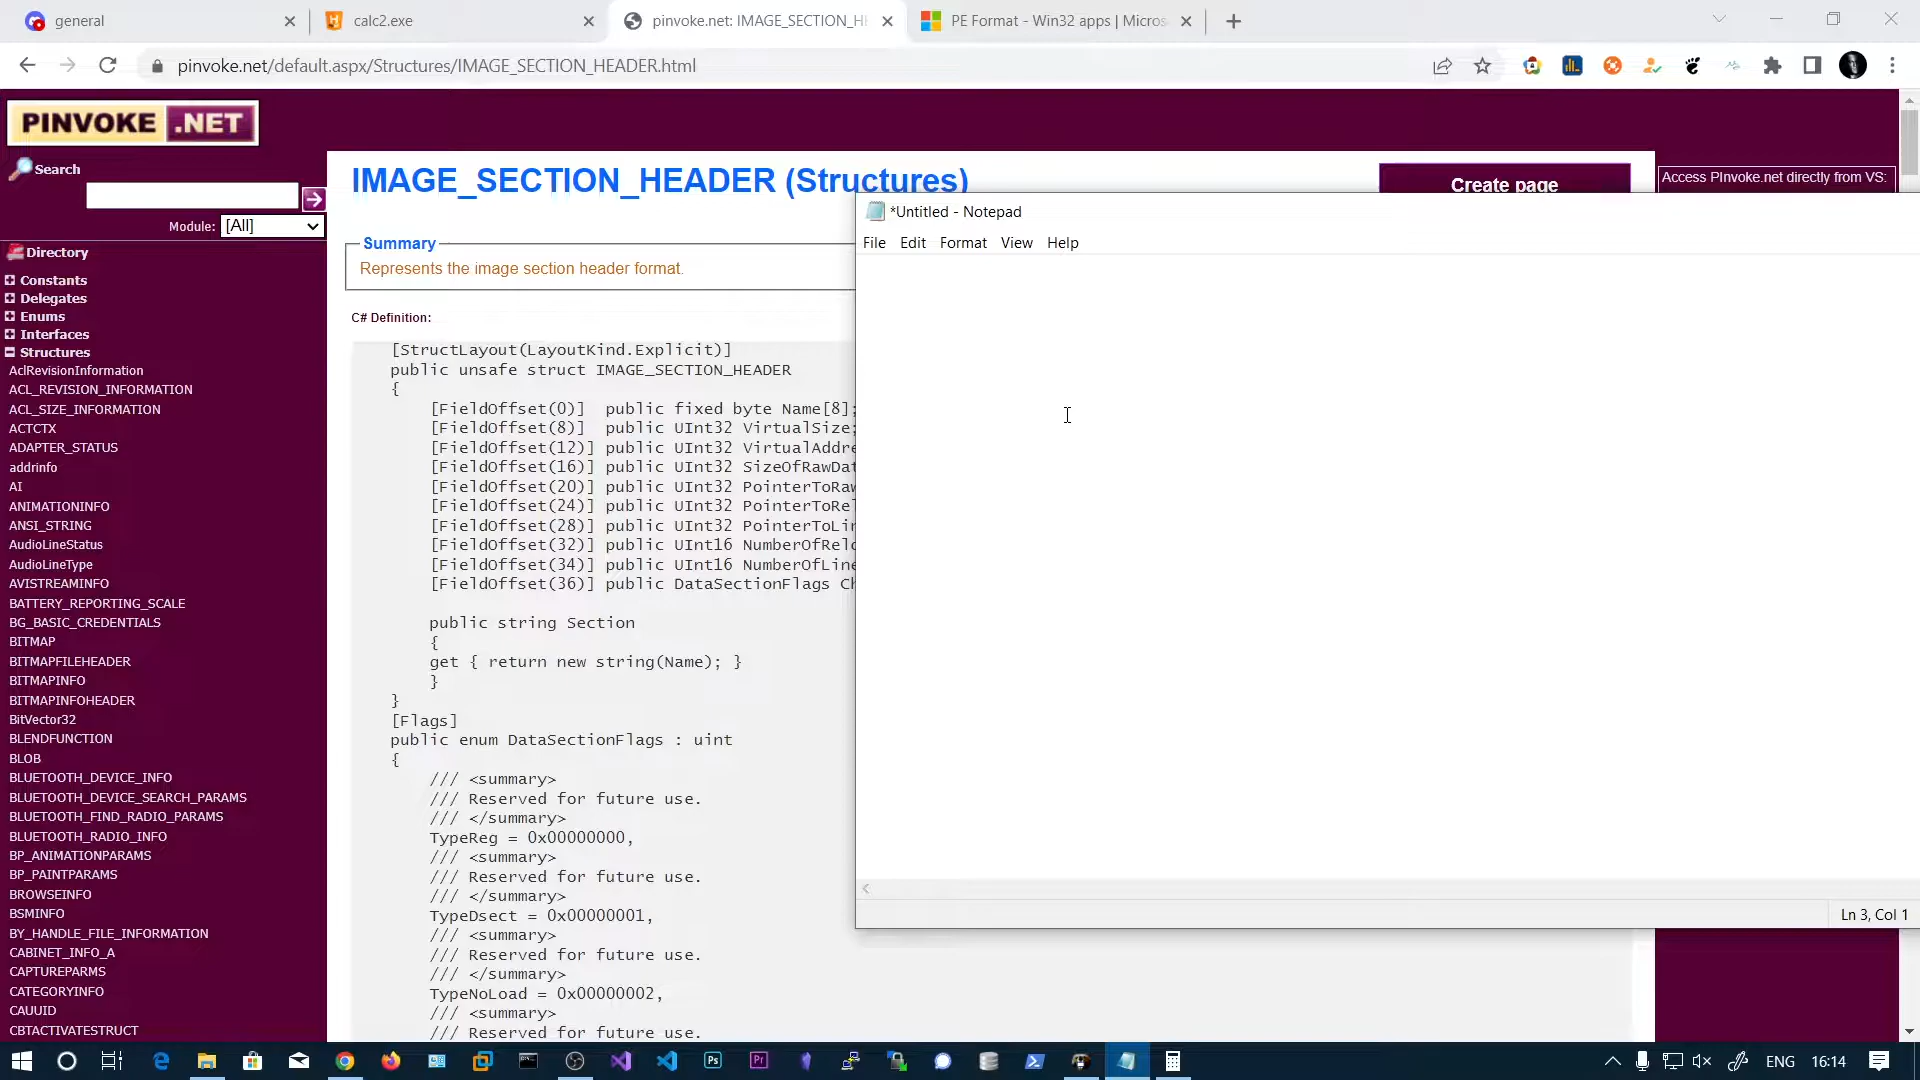 general
calc2.exe
pinvoke.net: IMAGE_SECTION_HE
PE Format - Win32 apps | Micros
pinvoke.net/default.aspx/Structures/IMAGE_SECTION_HEADER.html
PINVOKE .NET
Search
Module: [All]
Directory
Constants
Delegates
Enums
Interfaces
Structures
AclRevisionInformation
ACL_REVISION_INFORMATION
ACL_SIZE_INFORMATION
ACTCTX
ADAPTER_STATUS
addrinfo
AI
ANIMATIONINFO
ANSI_STRING
AudioLineStatus
AudioLineType
AVISTREAMINFO
BATTERY_REPORTING_SCALE
BG_BASIC_CREDENTIALS
BITMAP
BITMAPFILEHEADER
BITMAPINFO
BITMAPINFOHEADER
BitVector32
BLENDFUNCTION
BLOB
BLUETOOTH_DEVICE_INFO
BLUETOOTH_DEVICE_SEARCH_PARAMS
BLUETOOTH_FIND_RADIO_PARAMS
BLUETOOTH_RADIO_INFO
BP_ANIMATIONPARAMS
BP_PAINTPARAMS
BROWSEINFO
BSMINFO
BY_HANDLE_FILE_INFORMATION
CABINET_INFO_A
CAPTUREPARMS
CATEGORYINFO
CAUUID
CBTACTIVATESTRUCT
IMAGE_SECTION_HEADER (Structures)
Create page
Access PInvoke.net directly from VS:
Summary
Represents the image section header format.
C# Definition:
[StructLayout(LayoutKind.Explicit)]
public unsafe struct IMAGE_SECTION_HEADER
{
[FieldOffset(0)] public fixed byte Name[8];
[FieldOffset(8)] public UInt32 VirtualSize;
[FieldOffset(12)] public UInt32 VirtualAddre
[FieldOffset(16)] public UInt32 SizeOfRawDat
[FieldOffset(20)] public UInt32 PointerToRaw
[FieldOffset(24)] public UInt32 PointerToRel
[FieldOffset(28)] public UInt32 PointerToLin
[FieldOffset(32)] public UInt16 NumberOfRelo
[FieldOffset(34)] public UInt16 NumberOfLine
[FieldOffset(36)] public DataSectionFlags Ch
public string Section
{
get { return new string(Name); }
}
}
[Flags]
public enum DataSectionFlags : uint
{
/// <summary>
/// Reserved for future use.
/// </summary>
TypeReg = 0x00000000,
/// <summary>
/// Reserved for future use.
/// </summary>
TypeDsect = 0x00000001,
/// <summary>
/// Reserved for future use.
/// </summary>
TypeNoLoad = 0x00000002,
/// <summary>
/// Reserved for future use.
*Untitled - Notepad
File Edit Format View Help
Ln 3, Col 1
Ps
Pr
ENG
16:14